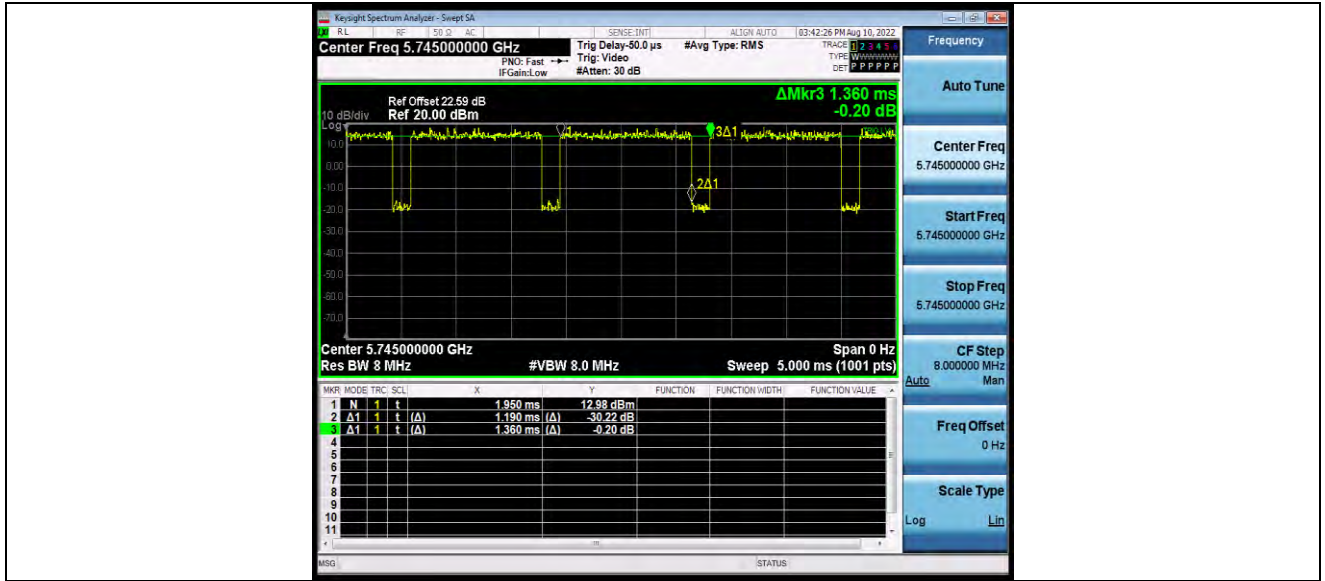 Keysight Spectrum Analyzer - Swept SA
RL RF 50 Ω AC SENSE:INT ALIGN AUTO 03:42:26 PM Aug 10, 2022
Center Freq 5.745000000 GHz
PNO: Fast
IFGain:Low
Trig Delay-50.0 µs
Trig: Video
#Atten: 30 dB
#Avg Type: RMS
TRACE 1 2 3 4 5 6
TYPE WWWWWW
DET P P P P P P
Frequency
Auto Tune
Center Freq
5.745000000 GHz
Start Freq
5.745000000 GHz
Stop Freq
5.745000000 GHz
CF Step
8.000000 MHz
Auto Man
Freq Offset
0 Hz
Scale Type
Log Lin
ΔMkr3 1.360 ms
-0.20 dB
Ref Offset 22.59 dB
10 dB/div Ref 20.00 dBm
Log
10.0
0.00
-10.0
-20.0
-30.0
-40.0
-50.0
-60.0
-70.0
1
3Δ1
2Δ1
Center 5.745000000 GHz Span 0 Hz
Res BW 8 MHz #VBW 8.0 MHz Sweep 5.000 ms (1001 pts)
MKR MODE TRC SCL X Y FUNCTION FUNCTION WIDTH FUNCTION VALUE
1 N 1 t 1.950 ms 12.98 dBm
2 Δ1 1 t (Δ) 1.190 ms (Δ) -30.22 dB
3 Δ1 1 t (Δ) 1.360 ms (Δ) -0.20 dB
4
5
6
7
8
9
10
11
MSG STATUS